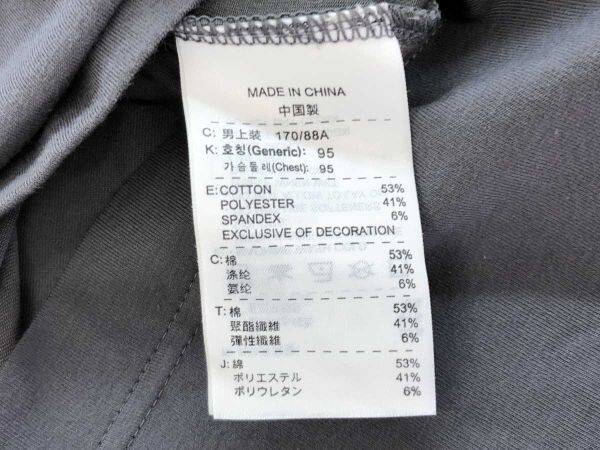 MADE IN CHINA
中国製
C: 男上装 170/88A
K: 호칭(Generic): 95
가슴둘레(Chest): 95
E: COTTON 53%
POLYESTER 41%
SPANDEX 6%
EXCLUSIVE OF DECORATION
C: 棉 53%
涤纶 41%
氨纶 6%
T: 棉 53%
聚酯纖維 41%
彈性纖維 6%
J: 綿 53%
ポリエステル 41%
ポリウレタン 6%